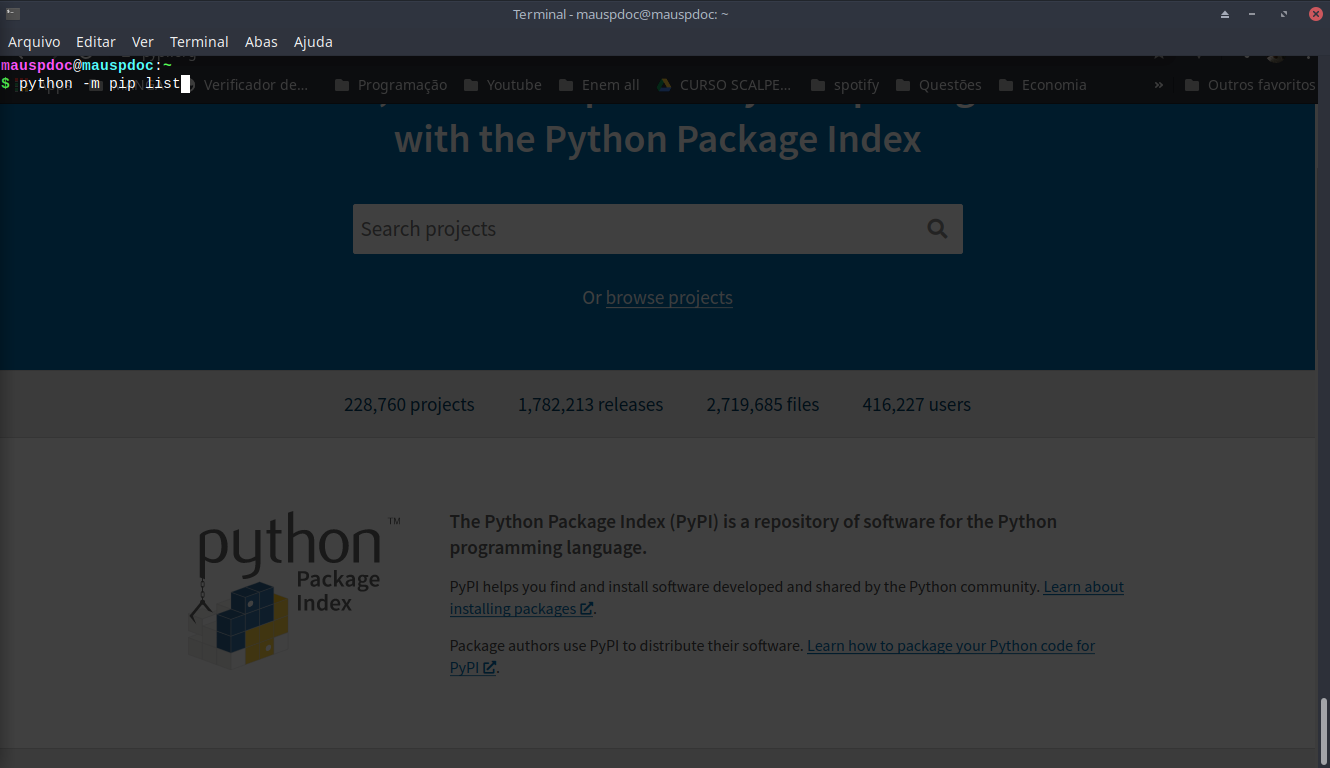 Terminal - mauspdoc@mauspdoc: ~
Arquivo Editar Ver Terminal Abas Ajuda
mauspdoc@mauspdoc:~
$ python -m pip list
Verificador de... Programação Youtube Enem all CURSO SCALPE... spotify Questões Economia » Outros favoritos
with the Python Package Index
Search projects
Or browse projects
228,760 projects 1,782,213 releases 2,719,685 files 416,227 users
python™
Package
Index
The Python Package Index (PyPI) is a repository of software for the Python
programming language.
PyPI helps you find and install software developed and shared by the Python community. Learn about
installing packages.
Package authors use PyPI to distribute their software. Learn how to package your Python code for
PyPI.